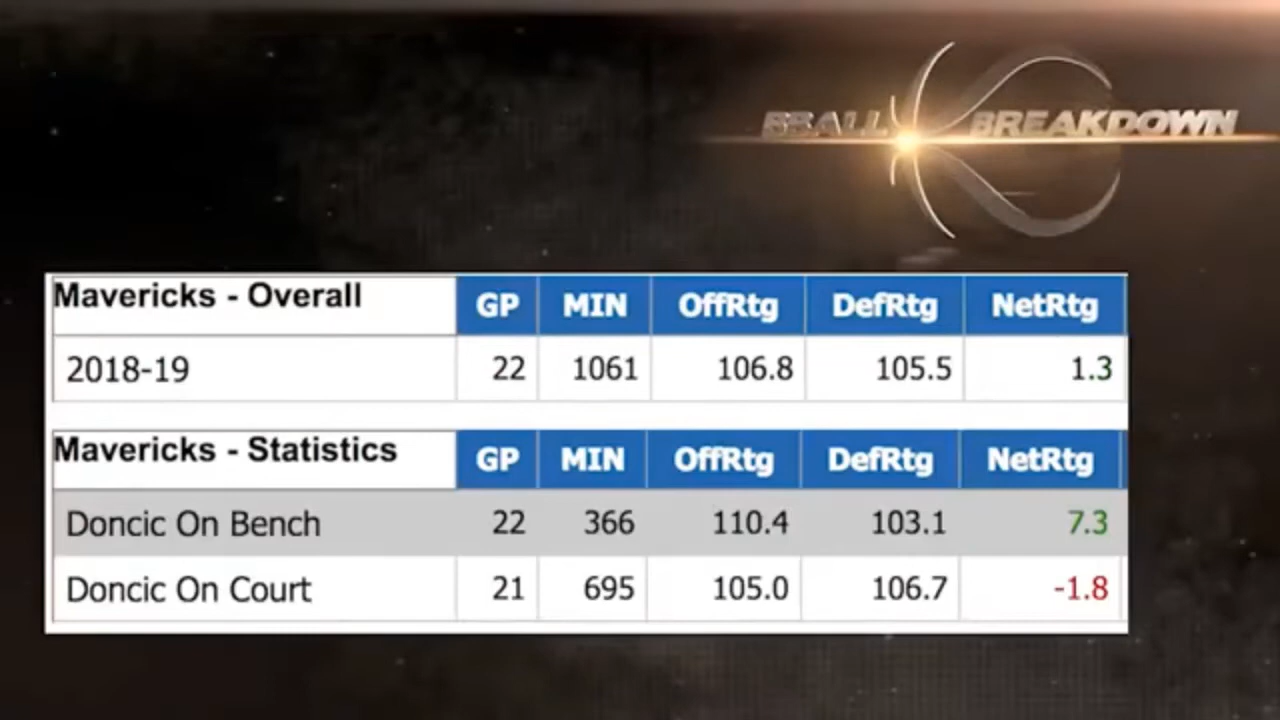 BBALL BREAKDOWN
Mavericks - Overall GP MIN OffRtg DefRtg NetRtg
2018-19 22 1061 106.8 105.5 1.3
Mavericks - Statistics GP MIN OffRtg DefRtg NetRtg
Doncic On Bench 22 366 110.4 103.1 7.3
Doncic On Court 21 695 105.0 106.7 -1.8